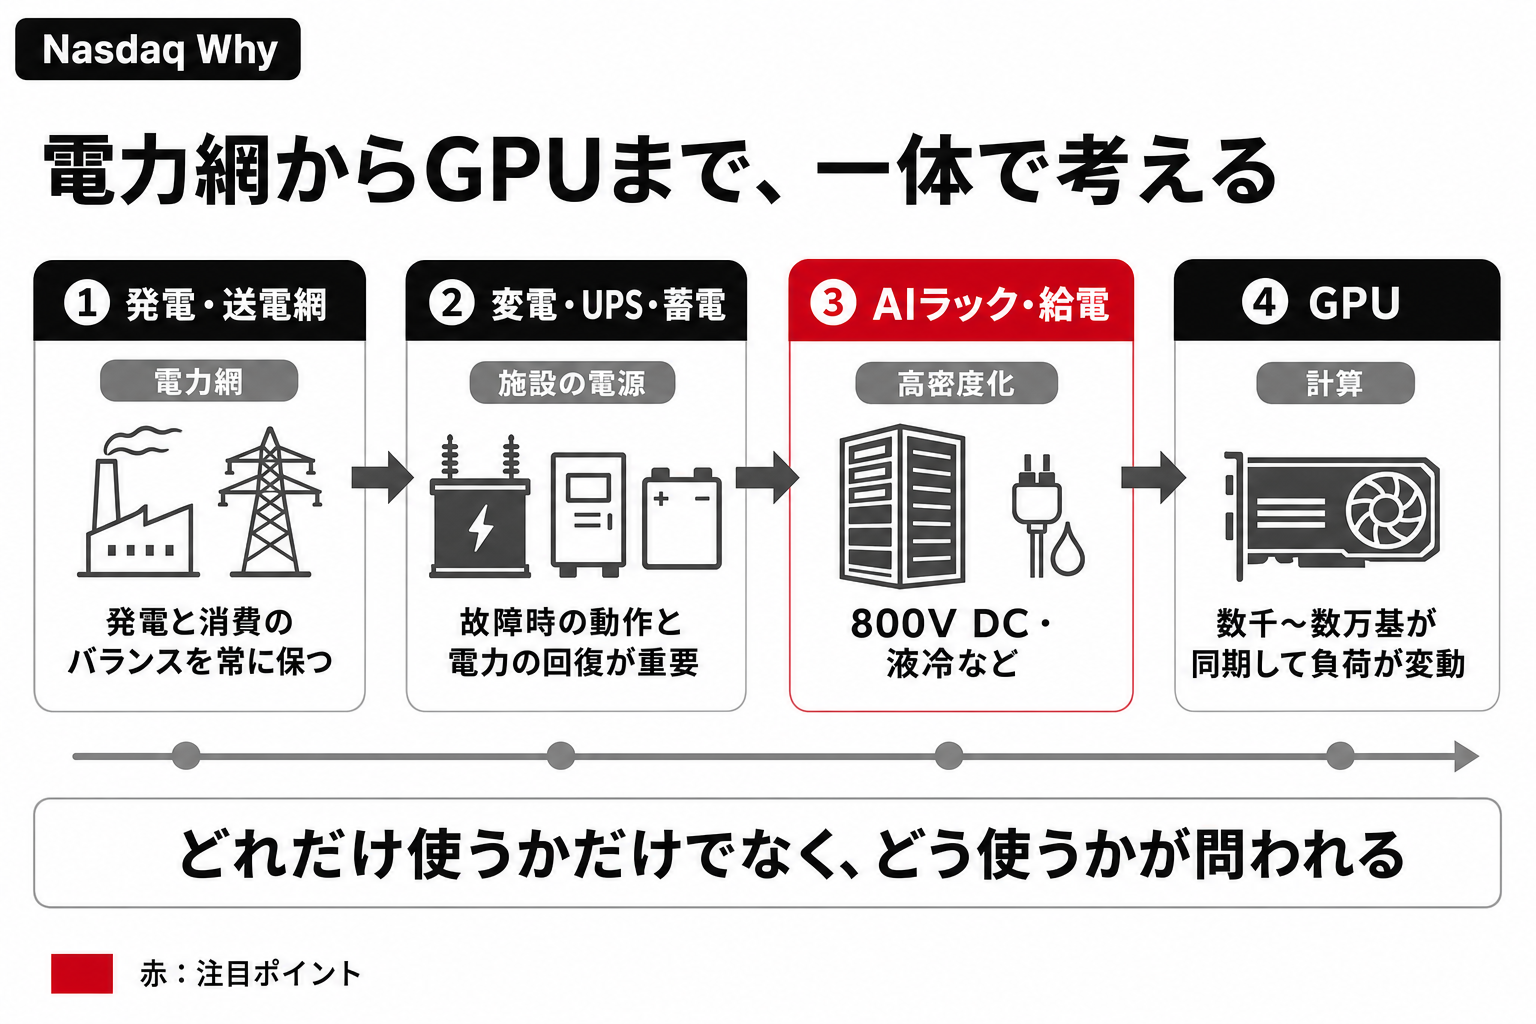 Nasdaq Why
電力網からGPUまで、一体で考える
1 発電・送電網
電力網
発電と消費の
バランスを常に保つ
2 変電・UPS・蓄電
施設の電源
故障時の動作と
電力の回復が重要
3 AIラック・給電
高密度化
800V DC・
液冷など
4 GPU
計算
数千～数万基が
同期して負荷が変動
どれだけ使うかだけでなく、どう使うかが問われる
赤：注目ポイント